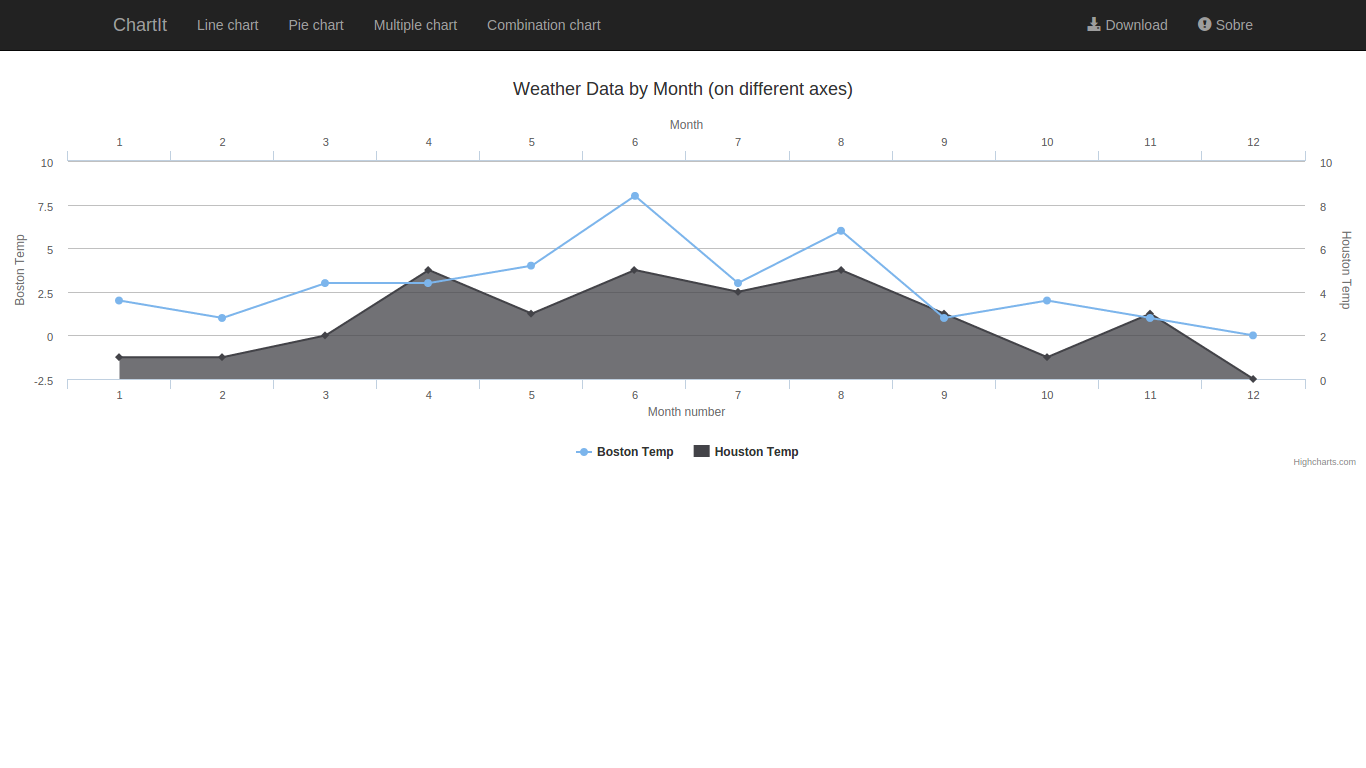 ChartIt Line chart Pie chart Multiple chart Combination chart Download Sobre
Weather Data by Month (on different axes)
Month
1 2 3 4 5 6 7 8 9 10 11 12
10 10
7.5 8
5 6
Boston Temp
Houston Temp
2.5 4
0 2
-2.5 0
1 2 3 4 5 6 7 8 9 10 11 12
Month number
Boston Temp Houston Temp
Highcharts.com